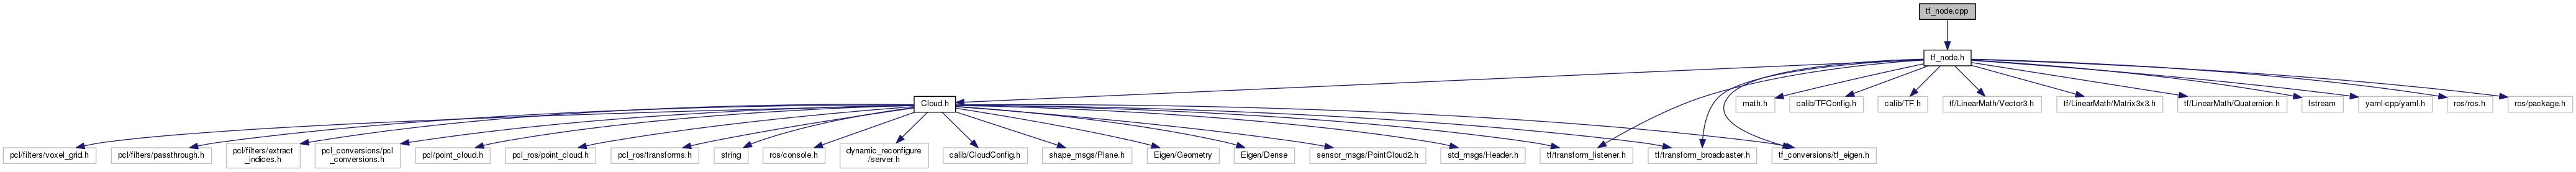 tf_node.cpp
tf_node.h
Cloud.h
math.h
calib/TFConfig.h
calib/TF.h
tf/LinearMath/Vector3.h
tf/LinearMath/Matrix3x3.h
tf/LinearMath/Quaternion.h
fstream
yaml-cpp/yaml.h
ros/ros.h
ros/package.h
pcl/filters/voxel_grid.h
pcl/filters/passthrough.h
pcl/filters/extract
_indices.h
pcl_conversions/pcl
_conversions.h
pcl/point_cloud.h
pcl_ros/point_cloud.h
pcl_ros/transforms.h
string
ros/console.h
dynamic_reconfigure
/server.h
calib/CloudConfig.h
shape_msgs/Plane.h
Eigen/Geometry
Eigen/Dense
sensor_msgs/PointCloud2.h
std_msgs/Header.h
tf/transform_listener.h
tf/transform_broadcaster.h
tf_conversions/tf_eigen.h